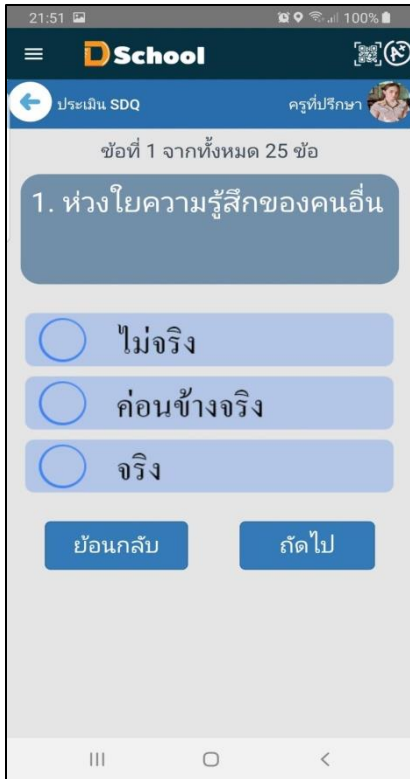 21:51 100%
D School A+
ประเมิน SDQ ครูที่ปรึกษา
ข้อที่ 1 จากทั้งหมด 25 ข้อ
1. ห่วงใยความรู้สึกของคนอื่น
ไม่จริง
ค่อนข้างจริง
จริง
ย้อนกลับ ถัดไป